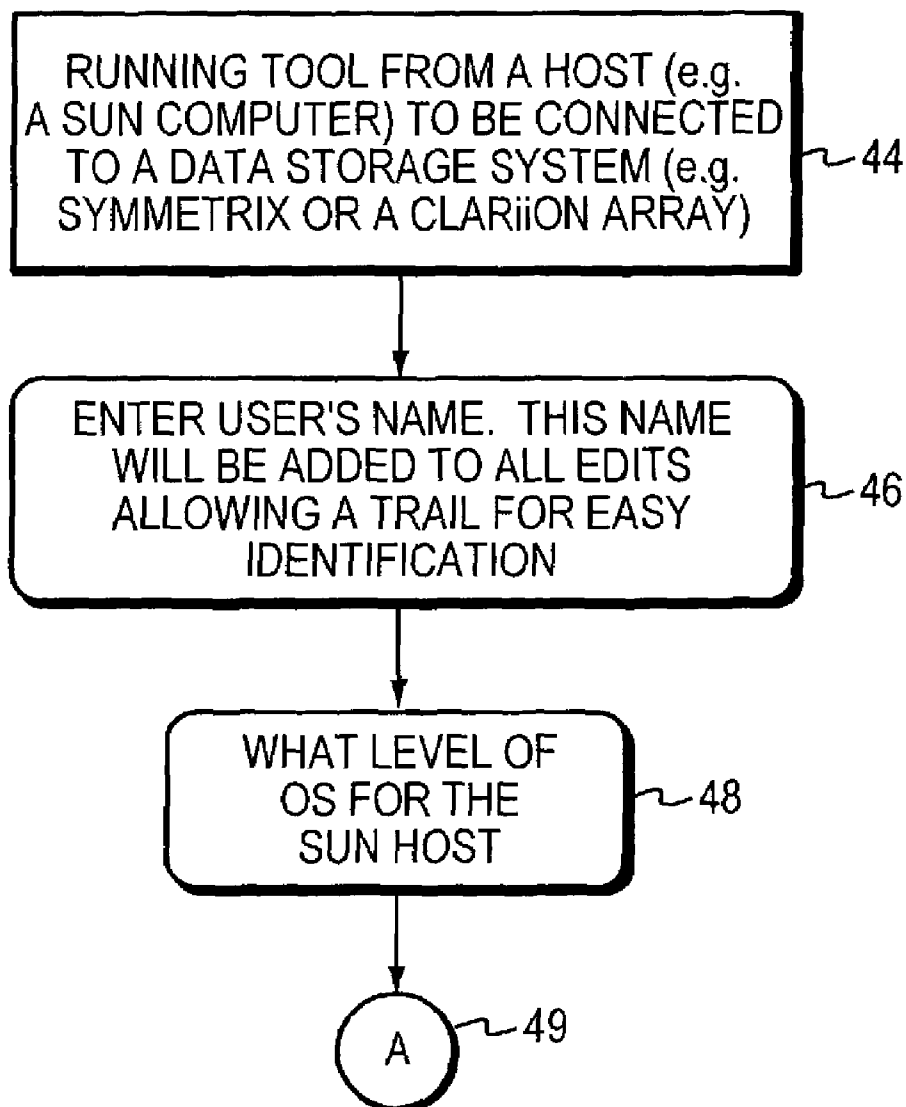 RUNNING TOOL FROM A HOST (e.g.
A SUN COMPUTER) TO BE CONNECTED
TO A DATA STORAGE SYSTEM (e.g.
SYMMETRIX OR A CLARiiON ARRAY)
44
ENTER USER'S NAME. THIS NAME
WILL BE ADDED TO ALL EDITS
ALLOWING A TRAIL FOR EASY
IDENTIFICATION
46
WHAT LEVEL OF
OS FOR THE
SUN HOST
48
A
49